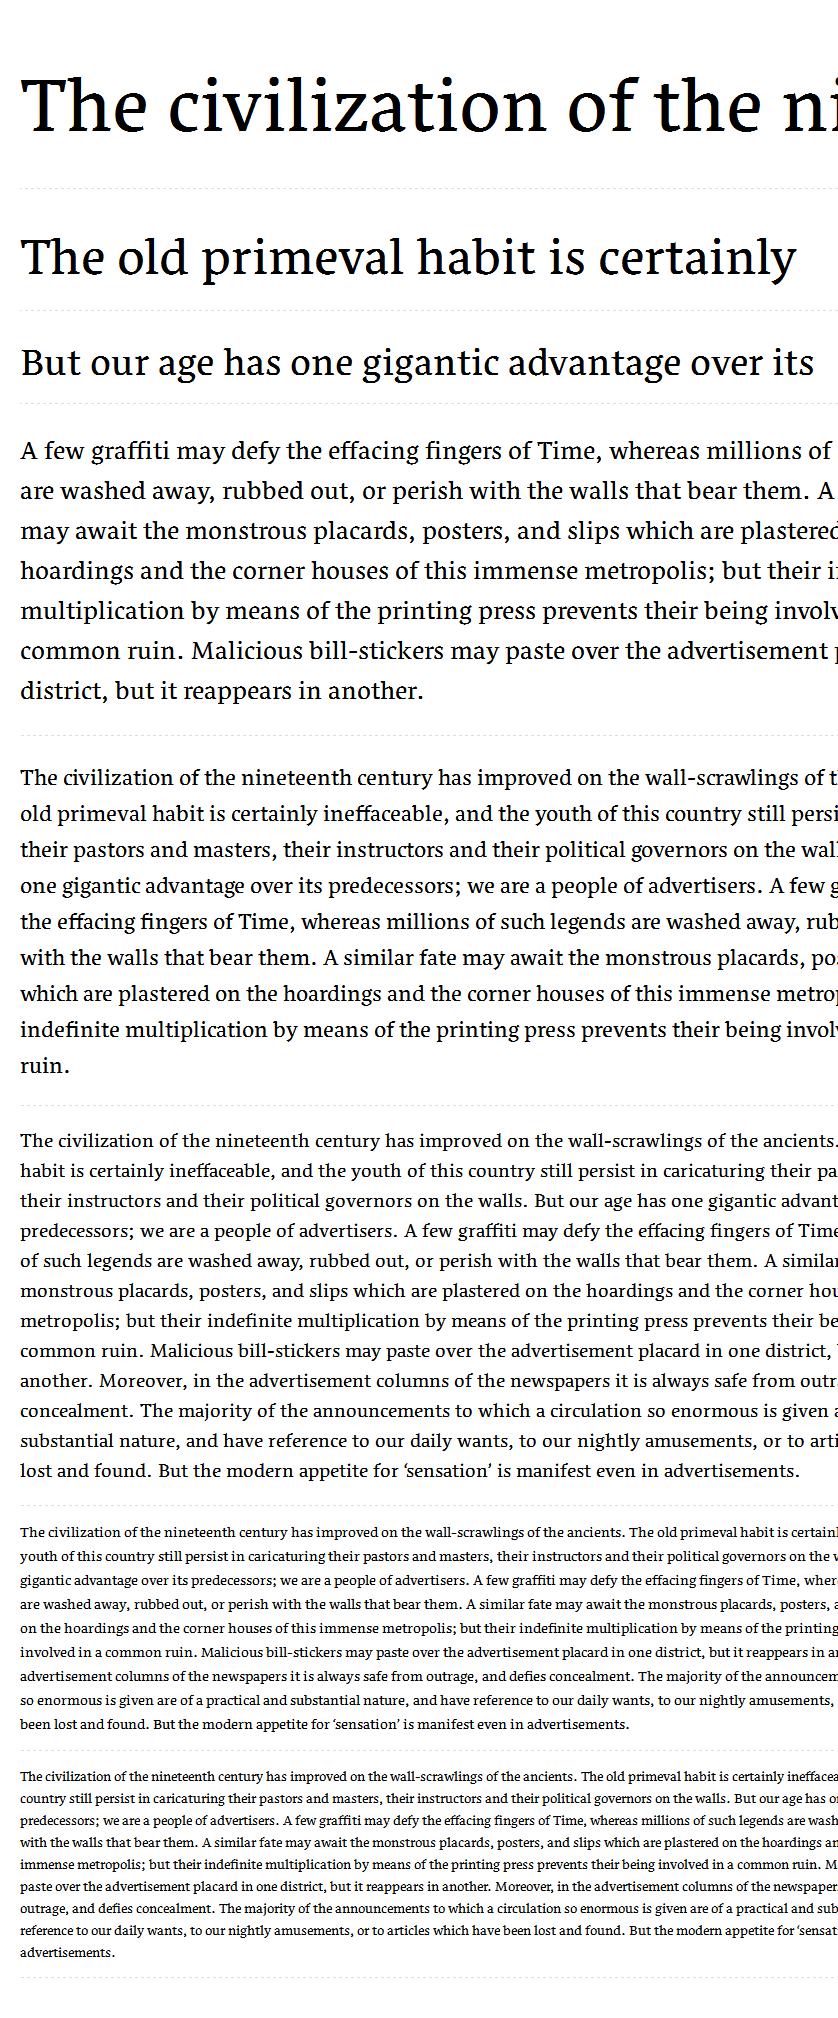 The civilization of the
The old primeval habit is certainly
But our age has one gigantic advantage over its
A few graffiti may defy the effacing fingers of Time, whereas millions of
are washed away, rubbed out, or perish with the walls that bear them. A
may await the monstrous placards, posters, and slips which are plastered
hoardings and the corner houses of this immense metropolis; but their
multiplication by means of the printing press prevents their being
common ruin. Malicious bill-stickers may paste over the advertisement
district, but it reappears in another.
The civilization of the nineteenth century has improved on the wall-scrawlings of
old primeval habit is certainly ineffaceable, and the youth of this country still
their pastors and masters, their instructors and their political governors on the
one gigantic advantage over its predecessors; we are a people of advertisers. A few
the effacing fingers of Time, whereas millions of such legends are washed away,
with the walls that bear them. A similar fate may await the monstrous placards,
which are plastered on the hoardings and the corner houses of this immense
indefinite multiplication by means of the printing press prevents their being
ruin.
The civilization of the nineteenth century has improved on the wall-scrawlings of the ancients.
habit is certainly ineffaceable, and the youth of this country still persist in caricaturing their
their instructors and their political governors on the walls. But our age has one gigantic
predecessors; we are a people of advertisers. A few graffiti may defy the effacing fingers of Time
of such legends are washed away, rubbed out, or perish with the walls that bear them. A similar
monstrous placards, posters, and slips which are plastered on the hoardings and the corner
metropolis; but their indefinite multiplication by means of the printing press prevents their
common ruin. Malicious bill-stickers may paste over the advertisement placard in one district,
another. Moreover, in the advertisement columns of the newspapers it is always safe from
concealment. The majority of the announcements to which a circulation so enormous is given
substantial nature, and have reference to our daily wants, to our nightly amusements, or to
lost and found. But the modern appetite for ‘sensation’ is manifest even in advertisements.
The civilization of the nineteenth century has improved on the wall-scrawlings of the ancients. The old primeval habit is
youth of this country still persist in caricaturing their pastors and masters, their instructors and their political governors on the
gigantic advantage over its predecessors; we are a people of advertisers. A few graffiti may defy the effacing fingers of Time,
are washed away, rubbed out, or perish with the walls that bear them. A similar fate may await the monstrous placards, posters,
on the hoardings and the corner houses of this immense metropolis; but their indefinite multiplication by means of the printing
involved in a common ruin. Malicious bill-stickers may paste over the advertisement placard in one district, but it reappears in
advertisement columns of the newspapers it is always safe from outrage, and defies concealment. The majority of the
so enormous is given are of a practical and substantial nature, and have reference to our daily wants, to our nightly amusements,
been lost and found. But the modern appetite for ‘sensation’ is manifest even in advertisements.
The civilization of the nineteenth century has improved on the wall-scrawlings of the ancients. The old primeval habit is certainly
country still persist in caricaturing their pastors and masters, their instructors and their political governors on the walls. But our age has
predecessors; we are a people of advertisers. A few graffiti may defy the effacing fingers of Time, whereas millions of such legends are
with the walls that bear them. A similar fate may await the monstrous placards, posters, and slips which are plastered on the hoardings
immense metropolis; but their indefinite multiplication by means of the printing press prevents their being involved in a common ruin.
paste over the advertisement placard in one district, but it reappears in another. Moreover, in the advertisement columns of the
outrage, and defies concealment. The majority of the announcements to which a circulation so enormous is given are of a practical and
reference to our daily wants, to our nightly amusements, or to articles which have been lost and found. But the modern appetite for
advertisements.